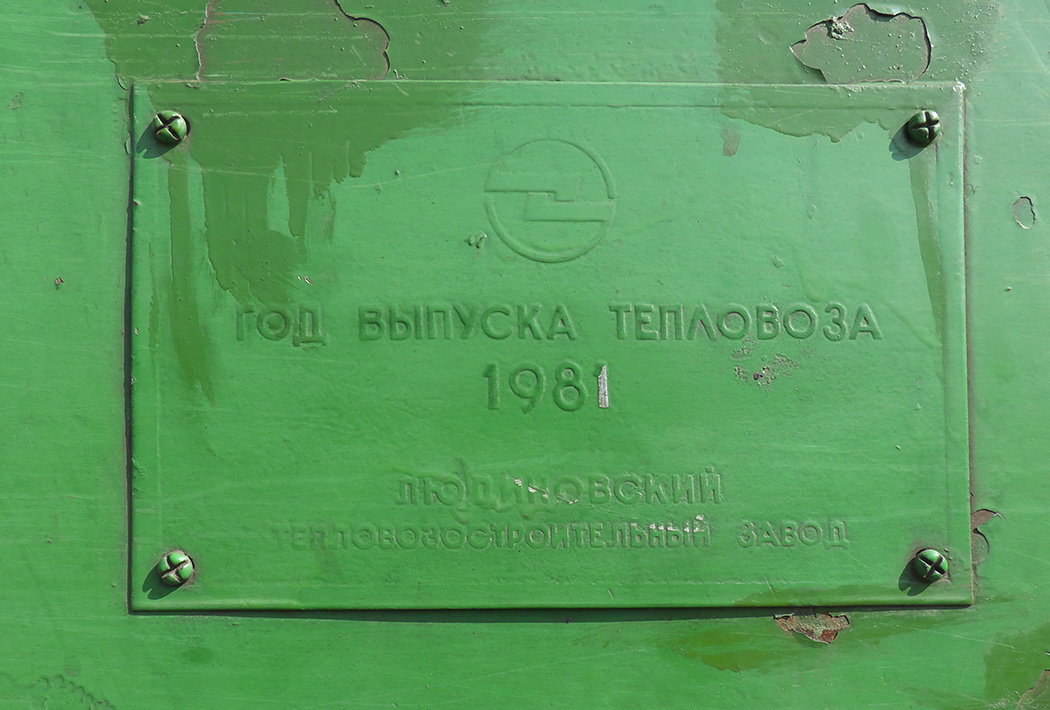 ГОД ВЫПУСКА ТЕПЛОВОЗА
1981
ЛЮДИНОВСКИЙ
ТЕПЛОВОЗОСТРОИТЕЛЬНЫЙ ЗАВОД